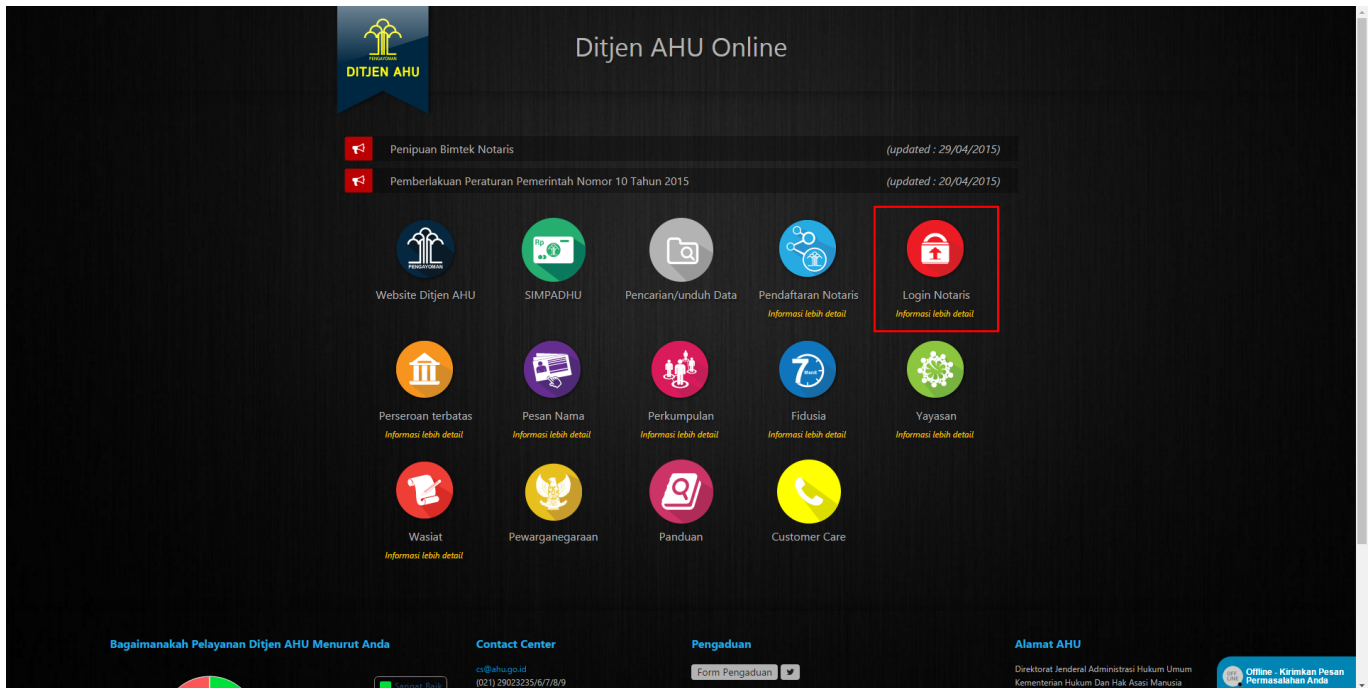 PENGAYOMAN
DITJEN AHU
Ditjen AHU Online
Penipuan Bimtek Notaris (updated : 29/04/2015)
Pemberlakuan Peraturan Pemerintah Nomor 10 Tahun 2015 (updated : 20/04/2015)
PENGAYOMAN
Rp
Website Ditjen AHU SIMPADHU Pencarian/unduh Data Pendaftaran Notaris Login Notaris
Informasi lebih detail Informasi lebih detail
7 Menit
Perseroan terbatas Pesan Nama Perkumpulan Fidusia Yayasan
Informasi lebih detail Informasi lebih detail Informasi lebih detail Informasi lebih detail Informasi lebih detail
Wasiat Pewarganegaraan Panduan Customer Care
Informasi lebih detail
Bagaimanakah Pelayanan Ditjen AHU Menurut Anda Contact Center Pengaduan Alamat AHU
Sangat Baik
cs@ahu.go.id
(021) 29023235/6/7/8/9
Form Pengaduan
Direktorat Jenderal Administrasi Hukum Umum
Kementerian Hukum Dan Hak Asasi Manusia
OFF LINE
Offline - Kirimkan Pesan
Permasalahan Anda